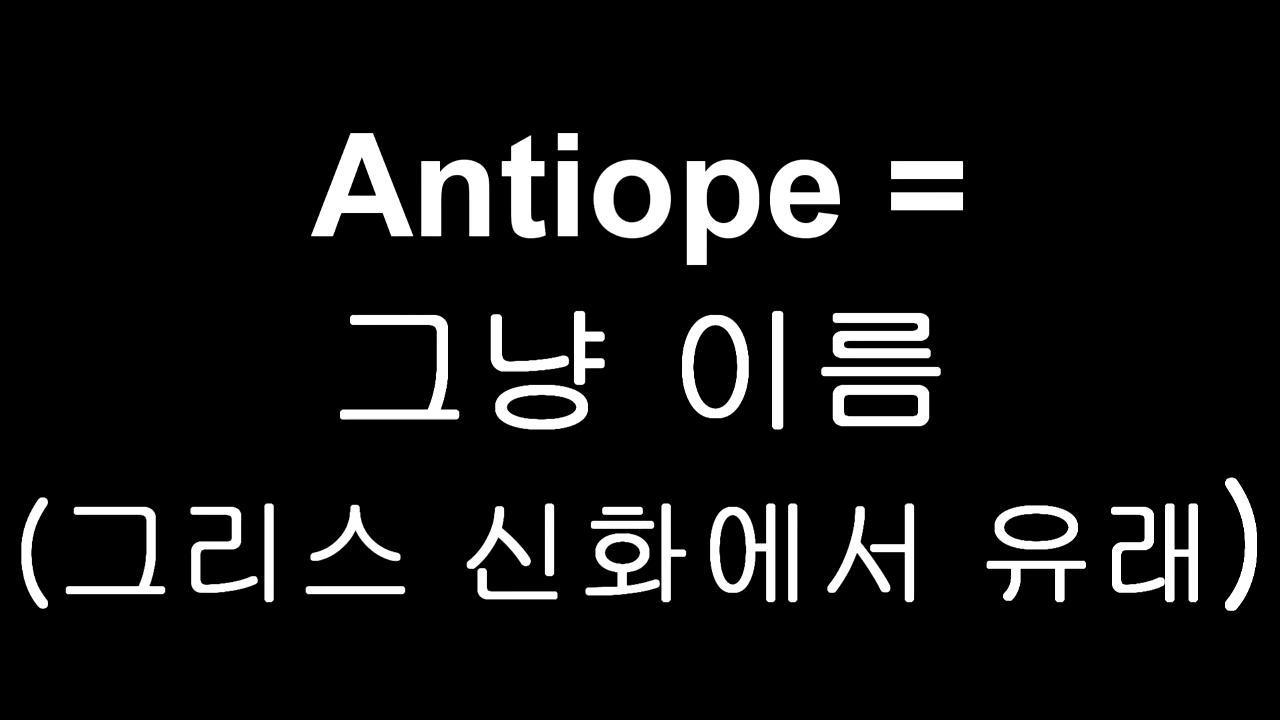 Antiope =
그냥 이름
(그리스 신화에서 유래)